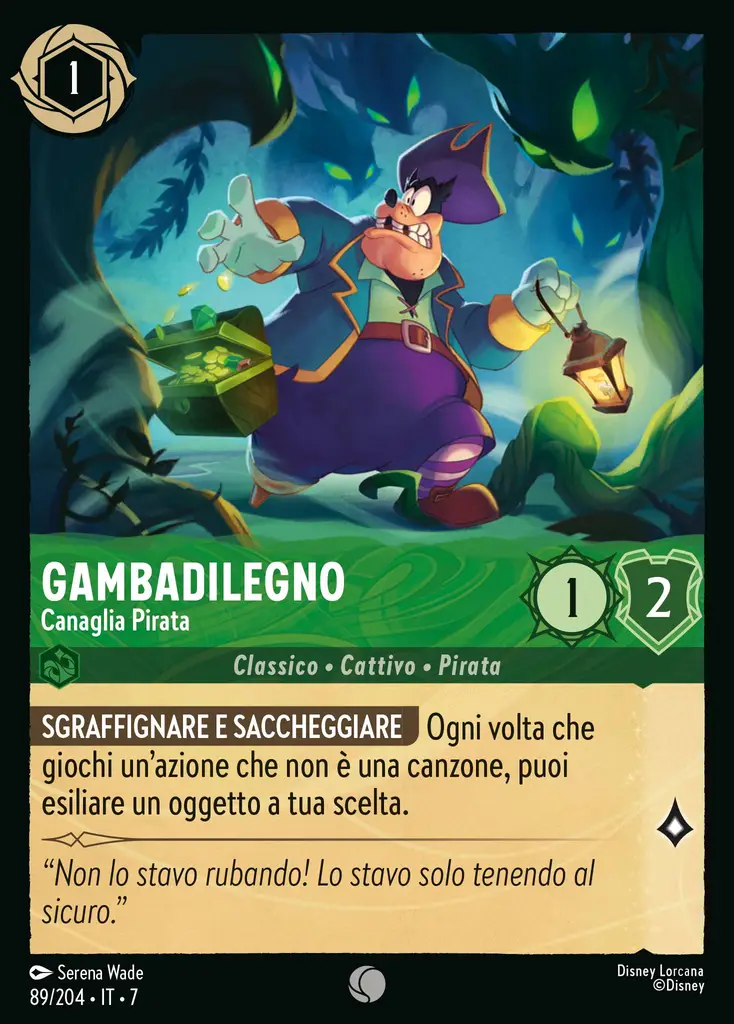 1
GAMBADILEGNO
Canaglia Pirata
1
2
Classico • Cattivo • Pirata
SGRAFFIGNARE E SACCHEGGIARE Ogni volta che
giochi un’azione che non è una canzone, puoi
esiliare un oggetto a tua scelta.
“Non lo stavo rubando! Lo stavo solo tenendo al
sicuro.”
Serena Wade
89/204 • IT • 7
Disney Lorcana
©Disney